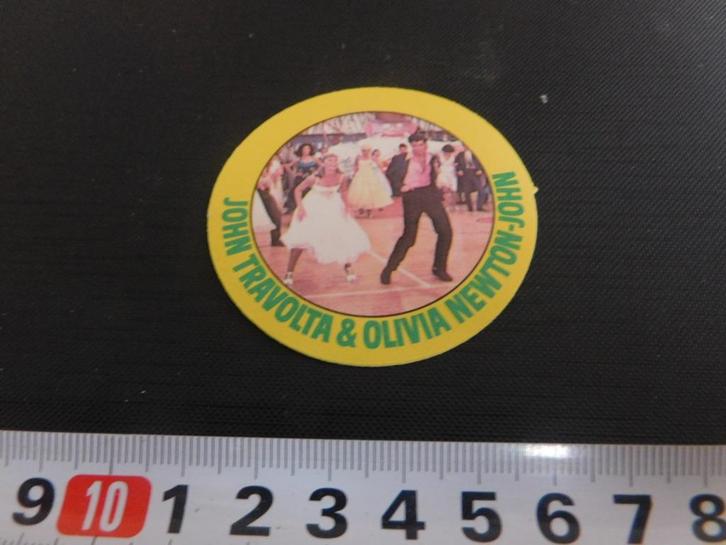 JOHN TRAVOLTA & OLIVIA NEWTON-JOHN
9 10 1 2 3 4 5 6 7 8